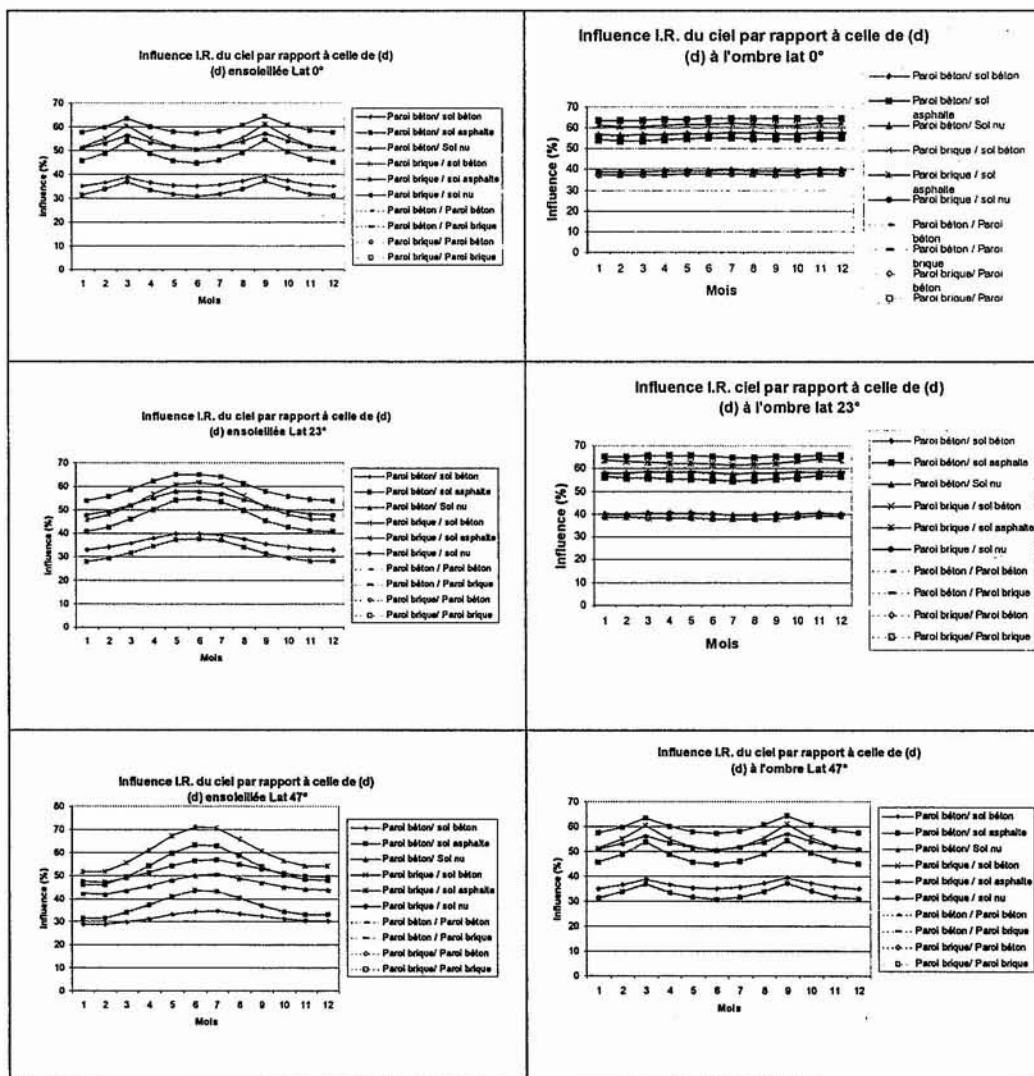 Influence I.R. du ciel par rapport à celle de (d)
(d) ensoleillée Lat 0°
Influence (%)
70
60
50
40
30
20
10
0
1 2 3 4 5 6 7 8 9 10 11 12
Mois
Paroi béton/ sol béton
Paroi béton/ sol asphalte
Paroi béton/ Sol nu
Paroi brique / sol béton
Paroi brique / sol asphalte
Paroi brique / sol nu
Paroi béton / Paroi béton
Paroi béton / Paroi brique
Paroi brique/ Paroi béton
Paroi brique/ Paroi brique
Influence I.R. du ciel par rapport à celle de (d)
(d) à l'ombre lat 0°
Influence (%)
70
60
50
40
30
20
10
0
1 2 3 4 5 6 7 8 9 10 11 12
Mois
Paroi béton/ sol béton
Paroi béton/ sol
asphalte
Paroi béton/ Sol nu
Paroi brique / sol béton
Paroi brique / sol
asphalte
Paroi brique / sol nu
Paroi béton / Paroi
béton
Paroi béton / Paroi
brique
Paroi brique/ Paroi
béton
Paroi brique/ Paroi
Influence I.R. ciel par rapport à celle de (d)
(d) ensoleillée Lat 23°
Influence (%)
70
60
50
40
30
20
10
0
1 2 3 4 5 6 7 8 9 10 11 12
Mois
Paroi béton/ sol béton
Paroi béton/ sol asphalte
Paroi béton/ Sol nu
Paroi brique / sol béton
Paroi brique / sol asphalte
Paroi brique / sol nu
Paroi béton / Paroi béton
Paroi béton / Paroi brique
Paroi brique/ Paroi béton
Paroi brique/ Paroi brique
Influence I.R. ciel par rapport à celle de (d)
(d) à l'ombre lat 23°
Influence (%)
70
60
50
40
30
20
10
0
1 2 3 4 5 6 7 8 9 10 11 12
Mois
Paroi béton/ sol béton
Paroi béton/ sol asphalte
Paroi béton/ Sol nu
Paroi brique / sol béton
Paroi brique / sol asphalte
Paroi brique / sol nu
Paroi béton / Paroi béton
Paroi béton / Paroi brique
Paroi brique/ Paroi béton
Paroi brique/ Paroi brique
Influence I.R. du ciel par rapport à celle de (d)
(d) ensoleillée Lat 47°
Influence (%)
80
70
60
50
40
30
20
10
0
1 2 3 4 5 6 7 8 9 10 11 12
Mois
Paroi béton/ sol béton
Paroi béton/ sol asphalte
Paroi béton/ Sol nu
Paroi brique / sol béton
Paroi brique / sol asphalte
Paroi brique / sol nu
Paroi béton / Paroi béton
Paroi béton / Paroi brique
Paroi brique/ Paroi béton
Paroi brique/ Paroi brique
Influence I.R. du ciel par rapport à celle de (d)
(d) à l'ombre Lat 47°
Influence (%)
70
60
50
40
30
20
10
0
1 2 3 4 5 6 7 8 9 10 11 12
Mois
Paroi béton/ sol béton
Paroi béton/ sol asphalte
Paroi béton/ Sol nu
Paroi brique / sol béton
Paroi brique / sol asphalte
Paroi brique / sol nu
Paroi béton / Paroi béton
Paroi béton / Paroi brique
Paroi brique/ Paroi béton
Paroi brique/ Paroi brique